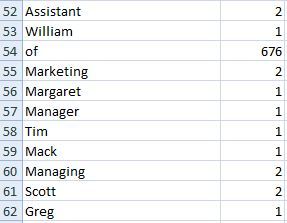 52 Assistant 2
53 William 1
54 of 676
55 Marketing 2
56 Margaret 1
57 Manager 1
58 Tim 1
59 Mack 1
60 Managing 2
61 Scott 2
62 Greg 1